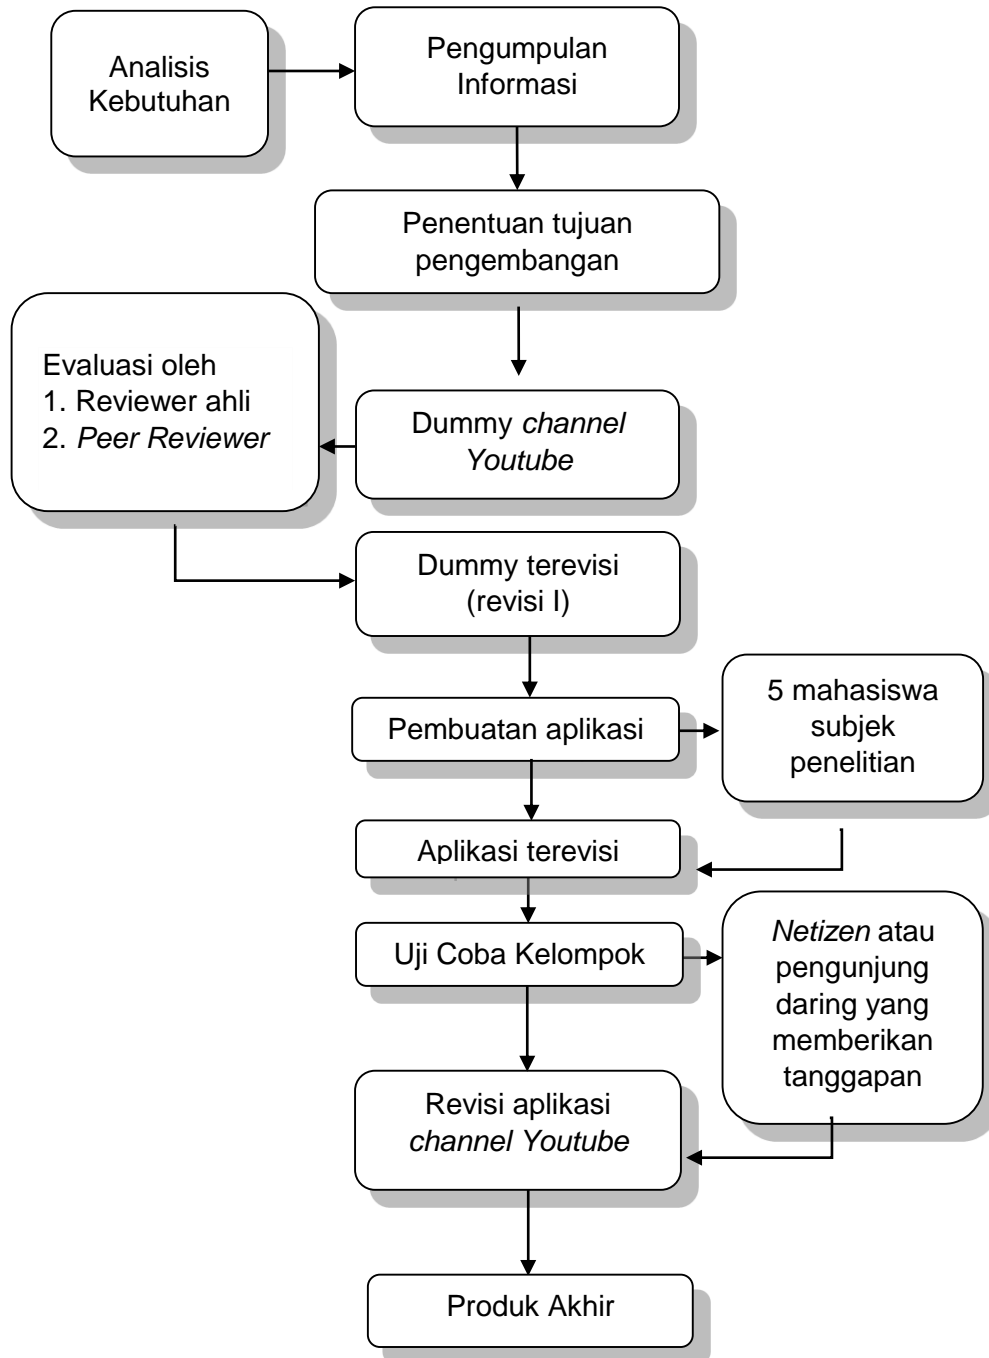 Analisis
Kebutuhan
Pengumpulan
Informasi
Penentuan tujuan
pengembangan
Evaluasi oleh
1. Reviewer ahli
2. Peer Reviewer
Dummy channel
Youtube
Dummy terevisi
(revisi I)
Pembuatan aplikasi
5 mahasiswa
subjek
penelitian
Aplikasi terevisi
Uji Coba Kelompok
Netizen atau
pengunjung
daring yang
memberikan
tanggapan
Revisi aplikasi
channel Youtube
Produk Akhir